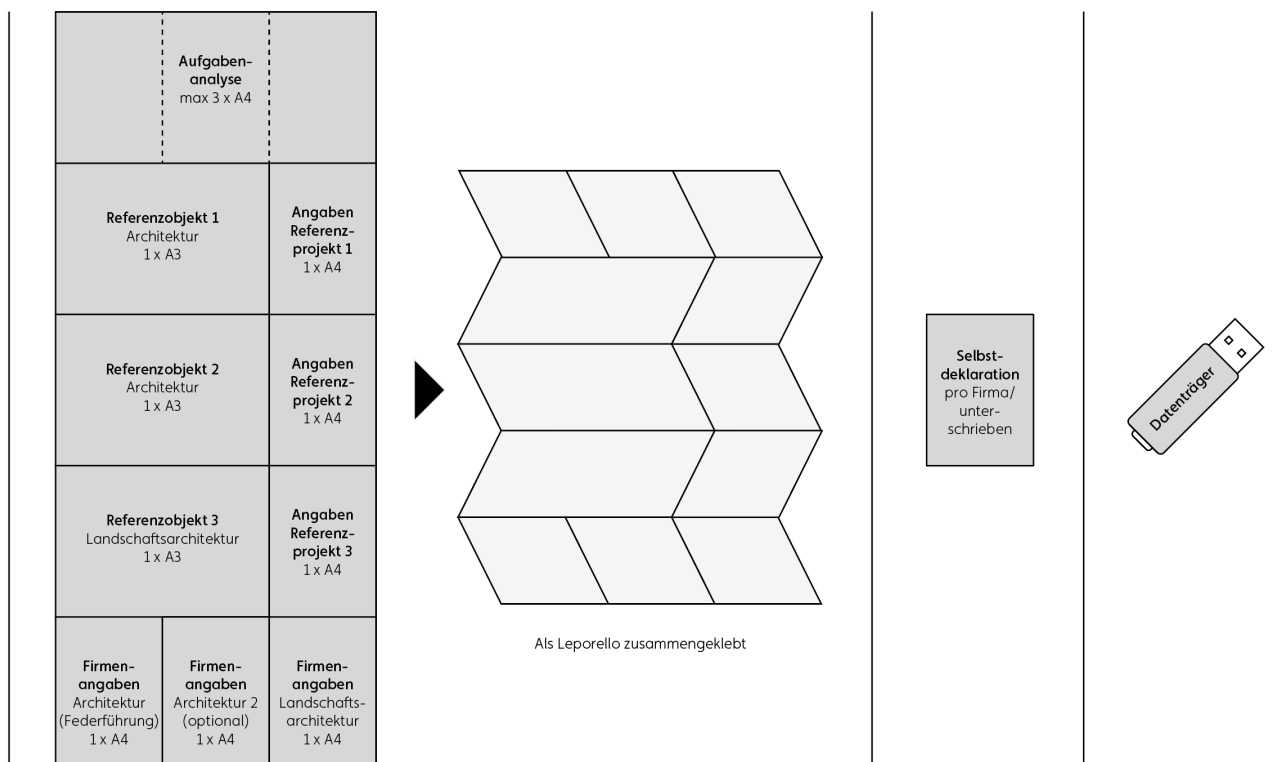 Aufgaben-
analyse
max 3 x A4
Referenzobjekt 1
Architektur
1 x A3
Angaben
Referenz-
projekt 1
1 x A4
Referenzobjekt 2
Architektur
1 x A3
Angaben
Referenz-
projekt 2
1 x A4
Referenzobjekt 3
Landschaftsarchitektur
1 x A3
Angaben
Referenz-
projekt 3
1 x A4
Firmen-
angaben
Architektur
(Federführung)
1 x A4
Firmen-
angaben
Architektur 2
(optional)
1 x A4
Firmen-
angaben
Landschafts-
architektur
1 x A4
Als Leporello zusammengeklebt
Selbst-
deklaration
pro Firma/
unter-
schrieben
Datenträger